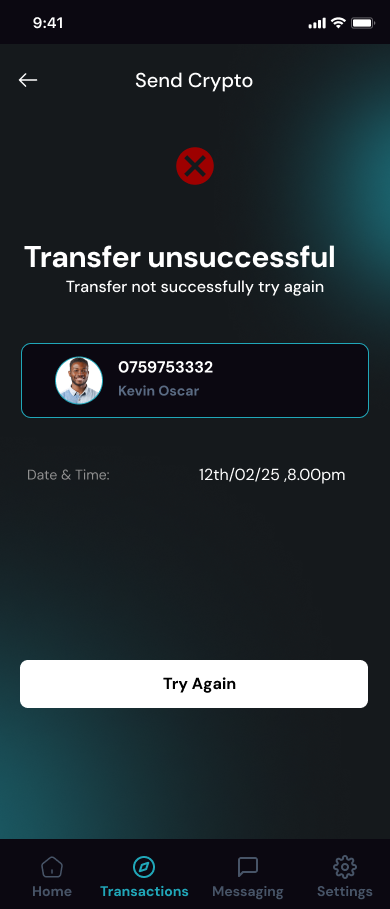 9:41
Send Crypto
Transfer unsuccessful
Transfer not successfully try again
0759753332
Kevin Oscar
Date & Time:
12th/02/25 ,8.00pm
Try Again
Home
Transactions
Messaging
Settings